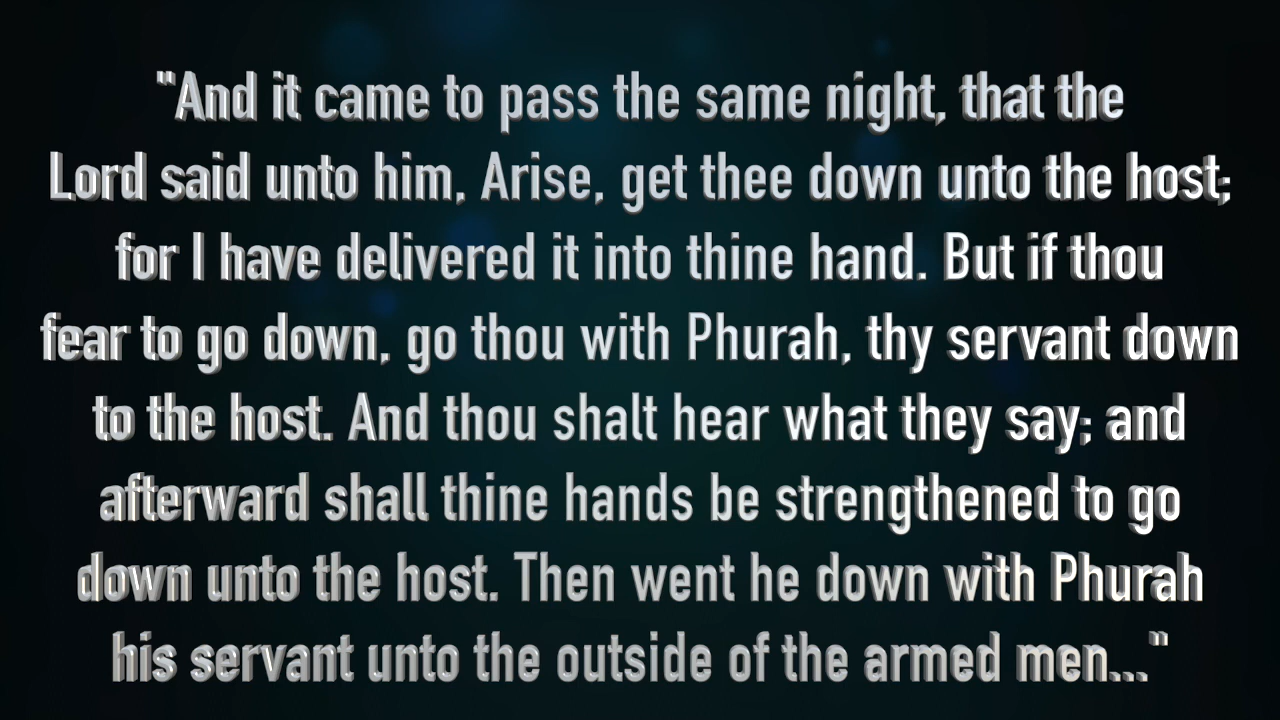 "And it came to pass the same night, that the
Lord said unto him, Arise, get thee down unto the host;
for I have delivered it into thine hand. But if thou
fear to go down, go thou with Phurah, thy servant down
to the host. And thou shalt hear what they say; and
afterward shall thine hands be strengthened to go
down unto the host. Then went he down with Phurah
his servant unto the outside of the armed men..."